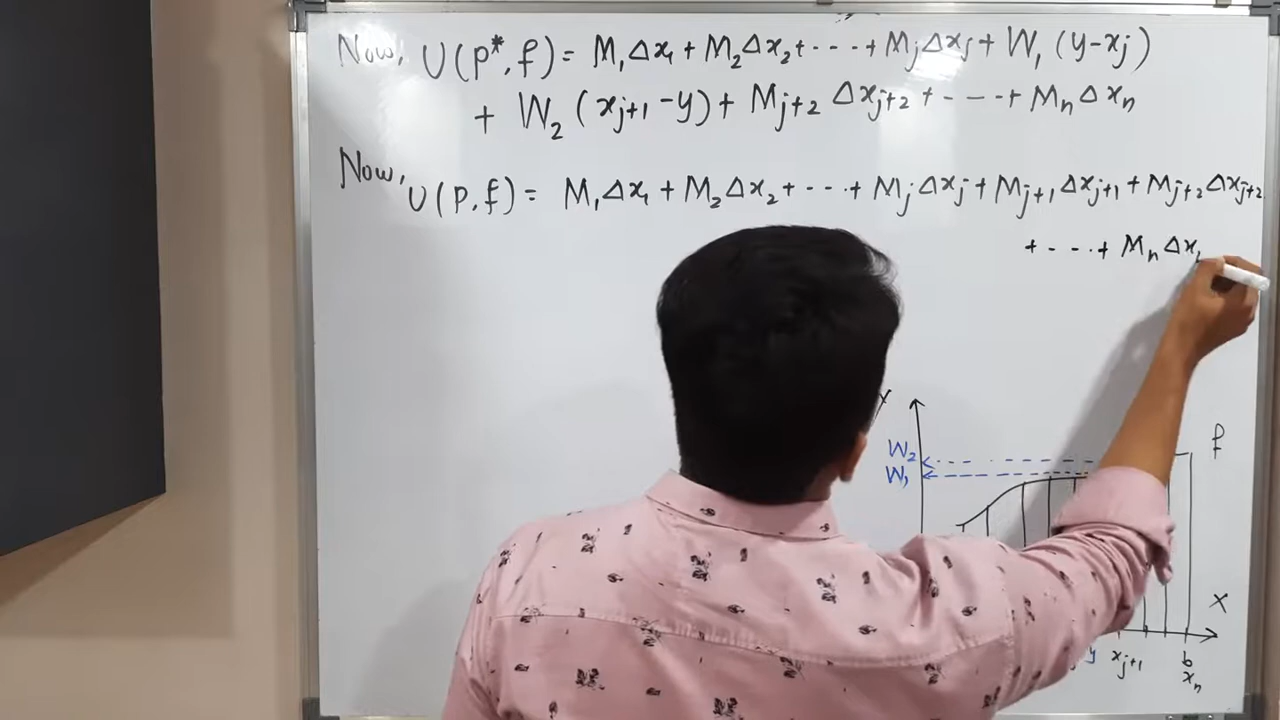 Now, U(P*, f) = M₁Δx₁ + M₂Δx₂ + ---- + MⱼΔxⱼ + W₁ (y-xⱼ)
+ W₂ (xⱼ₊₁ - y) + Mⱼ₊₂ Δxⱼ₊₂ + ---- + Mₙ Δxₙ
Now, U(P, f) = M₁Δx₁ + M₂Δx₂ + ---- + MⱼΔxⱼ + Mⱼ₊₁ Δxⱼ₊₁ + Mⱼ₊₂ Δxⱼ₊₂
+ ---- + Mₙ Δx
Y
f
W₂
W₁
X
y xⱼ₊₁ b
xₙ